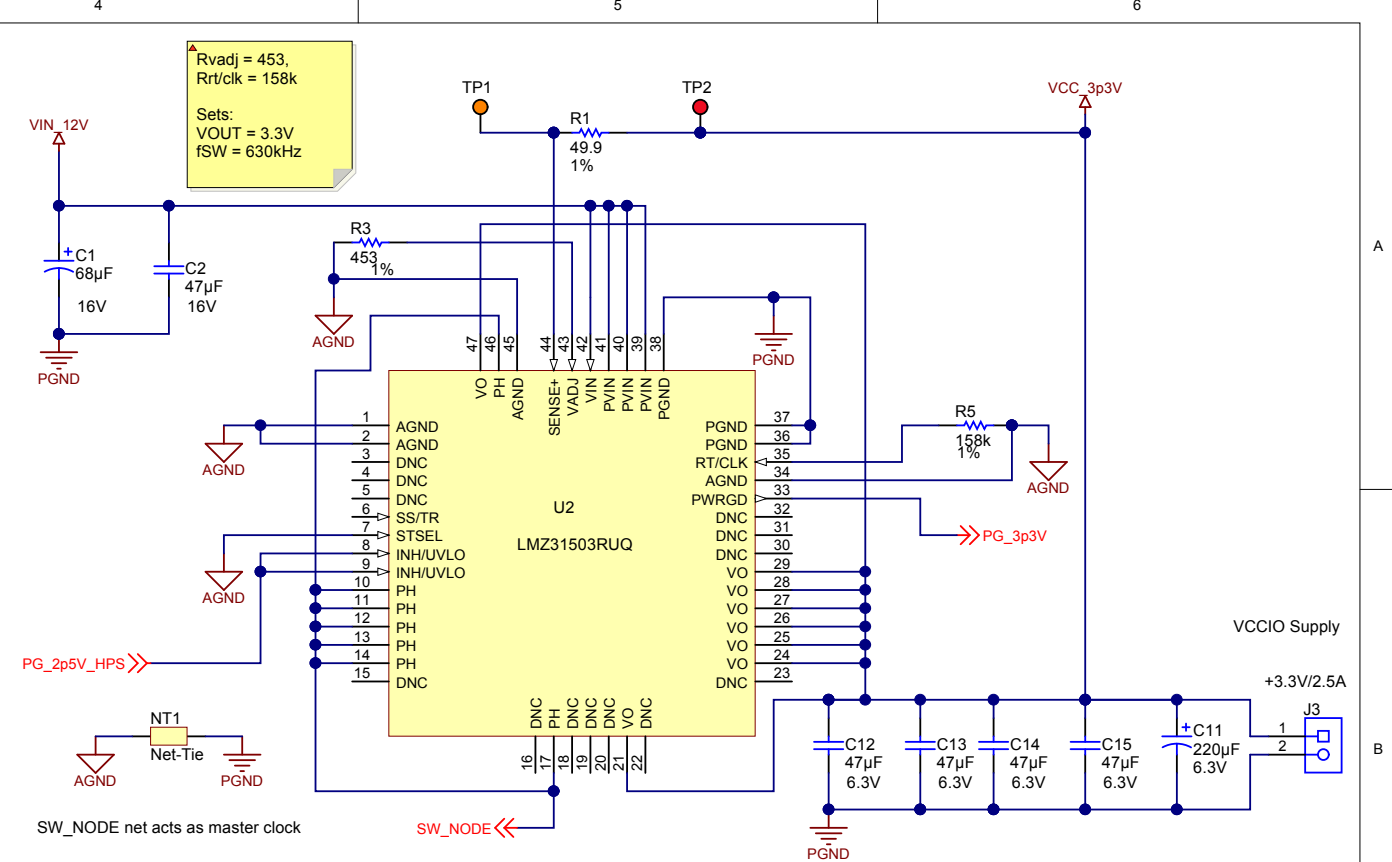 4
5
6
Rvadj = 453,
Rrt/clk = 158k
Sets:
VOUT = 3.3V
fSW = 630kHz
VIN_12V
TP1
TP2
VCC_3p3V
R1
49.9
1%
A
C1
68µF
16V
C2
47µF
16V
PGND
R3
453
1%
AGND
PGND
47
46
45
44
43
42
41
40
39
38
VO
PH
AGND
SENSE+
VADJ
VIN
PVIN
PVIN
PVIN
PGND
1 AGND
2 AGND
3 DNC
4 DNC
5 DNC
6 SS/TR
7 STSEL
8 INH/UVLO
9 INH/UVLO
10 PH
11 PH
12 PH
13 PH
14 PH
15 DNC
AGND
AGND
PG_2p5V_HPS
U2
LMZ31503RUQ
PGND 37
PGND 36
RT/CLK 35
AGND 34
PWRGD 33
DNC 32
DNC 31
DNC 30
VO 29
VO 28
VO 27
VO 26
VO 25
VO 24
DNC 23
R5
158k
1%
AGND
PG_3p3V
DNC
PH
DNC
DNC
DNC
VO
DNC
16
17
18
19
20
21
22
VCCIO Supply
+3.3V/2.5A
J3
1
2
B
C12
47µF
6.3V
C13
47µF
6.3V
C14
47µF
6.3V
C15
47µF
6.3V
C11
220µF
6.3V
PGND
NT1
Net-Tie
AGND
PGND
SW_NODE net acts as master clock
SW_NODE